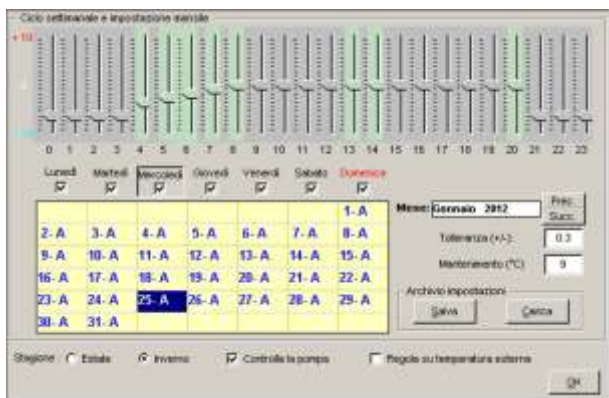 Ciclo settimanale e impostazione mensile
+10
0 1 2 3 4 5 6 7 8 9 10 11 12 13 14 15 16 17 18 19 20 21 22 23
Lunedì Martedì Mercoledì Giovedì Venerdì Sabato Domenica
Mese: Gennaio 2012 Prec. Succ.
1- A
2- A 3- A 4- A 5- A 6- A 7- A 8- A
Tolleranza (+/-): 0.3
9- A 10- A 11- A 12- A 13- A 14- A 15- A
Mantenimento (°C) 9
16- A 17- A 18- A 19- A 20- A 21- A 22- A
Archivio impostazioni
23- A 24- A 25- A 26- A 27- A 28- A 29- A
Salva Carica
30- A 31- A
Stagione: Estate Inverno Controlla la pompa Regola su temperatura esterna
OK